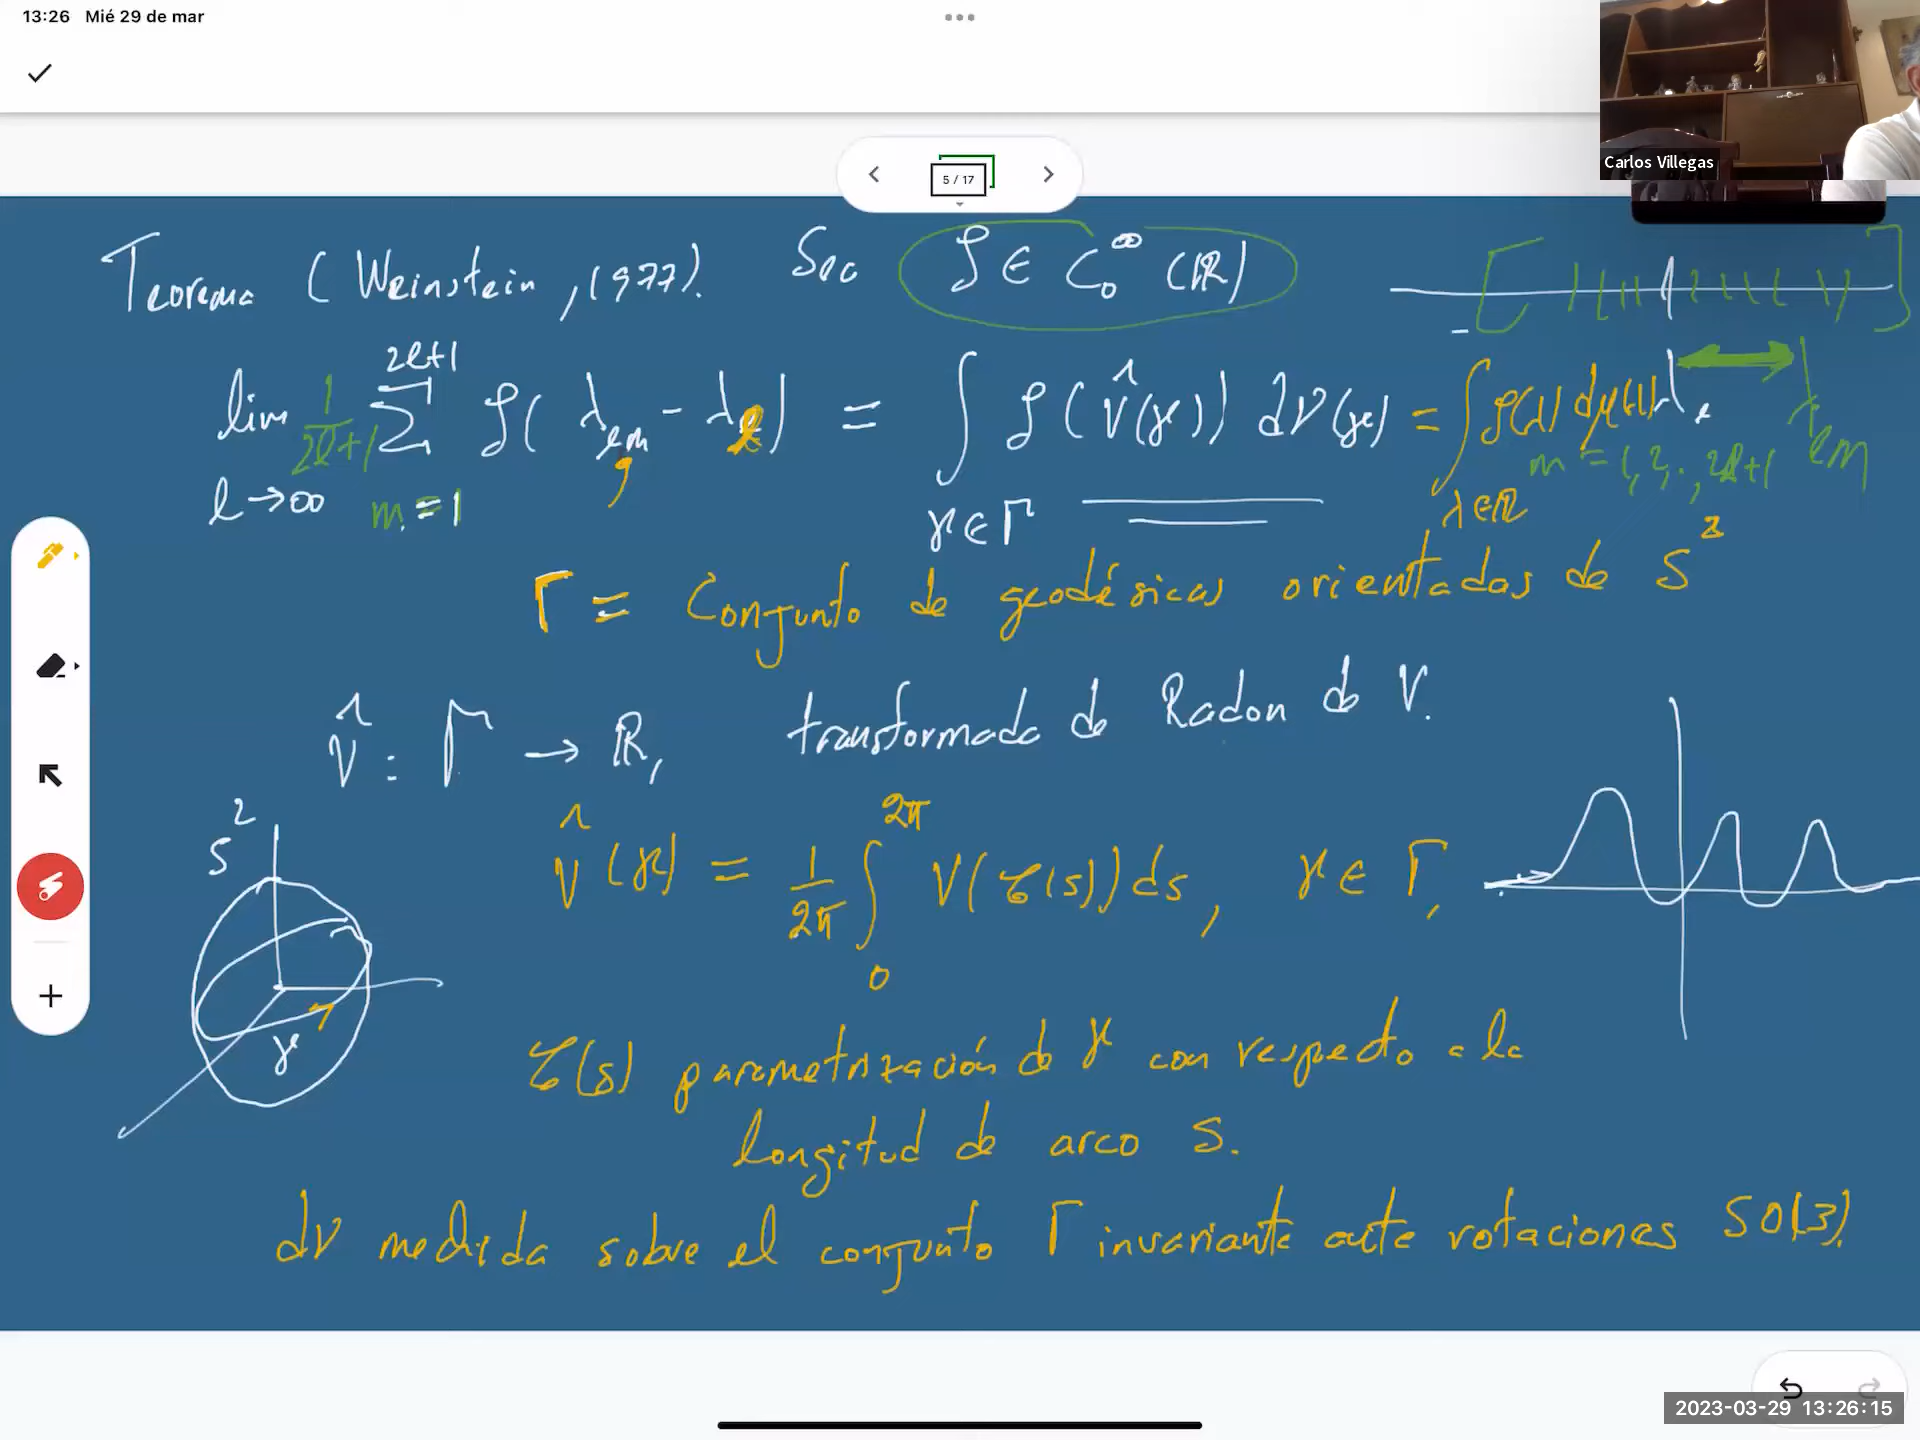 13:26 Mié 29 de mar
Carlos Villegas
5 / 17
Teorema (Weinstein, 1977). Sea ρ ∈ C₀^∞ (ℝ)
lim_{l→∞} 1/(2l+1) Σ_{m=1}^{2l+1} ρ( λ_{l,m} - λ_l ) = ∫_{γ∈Γ} ρ( V̂(γ)) dν(γ) = ∫_{λ∈ℝ} ρ(λ) dμ(λ)
λ_l λ_{lm}
m = 1, 2, ., 2l+1
Γ = Conjunto de geodésicas orientadas de S²
V̂ : Γ → ℝ, transformada de Radon de V.
S²
V̂ (γ) = 1/2π ∫_0^{2π} V(τ(s)) ds, γ ∈ Γ,
γ
τ(s) parametrización de γ con respecto a la
longitud de arco s.
dν medida sobre el conjunto Γ invariante ante rotaciones SO(3).
2023-03-29 13:26:15